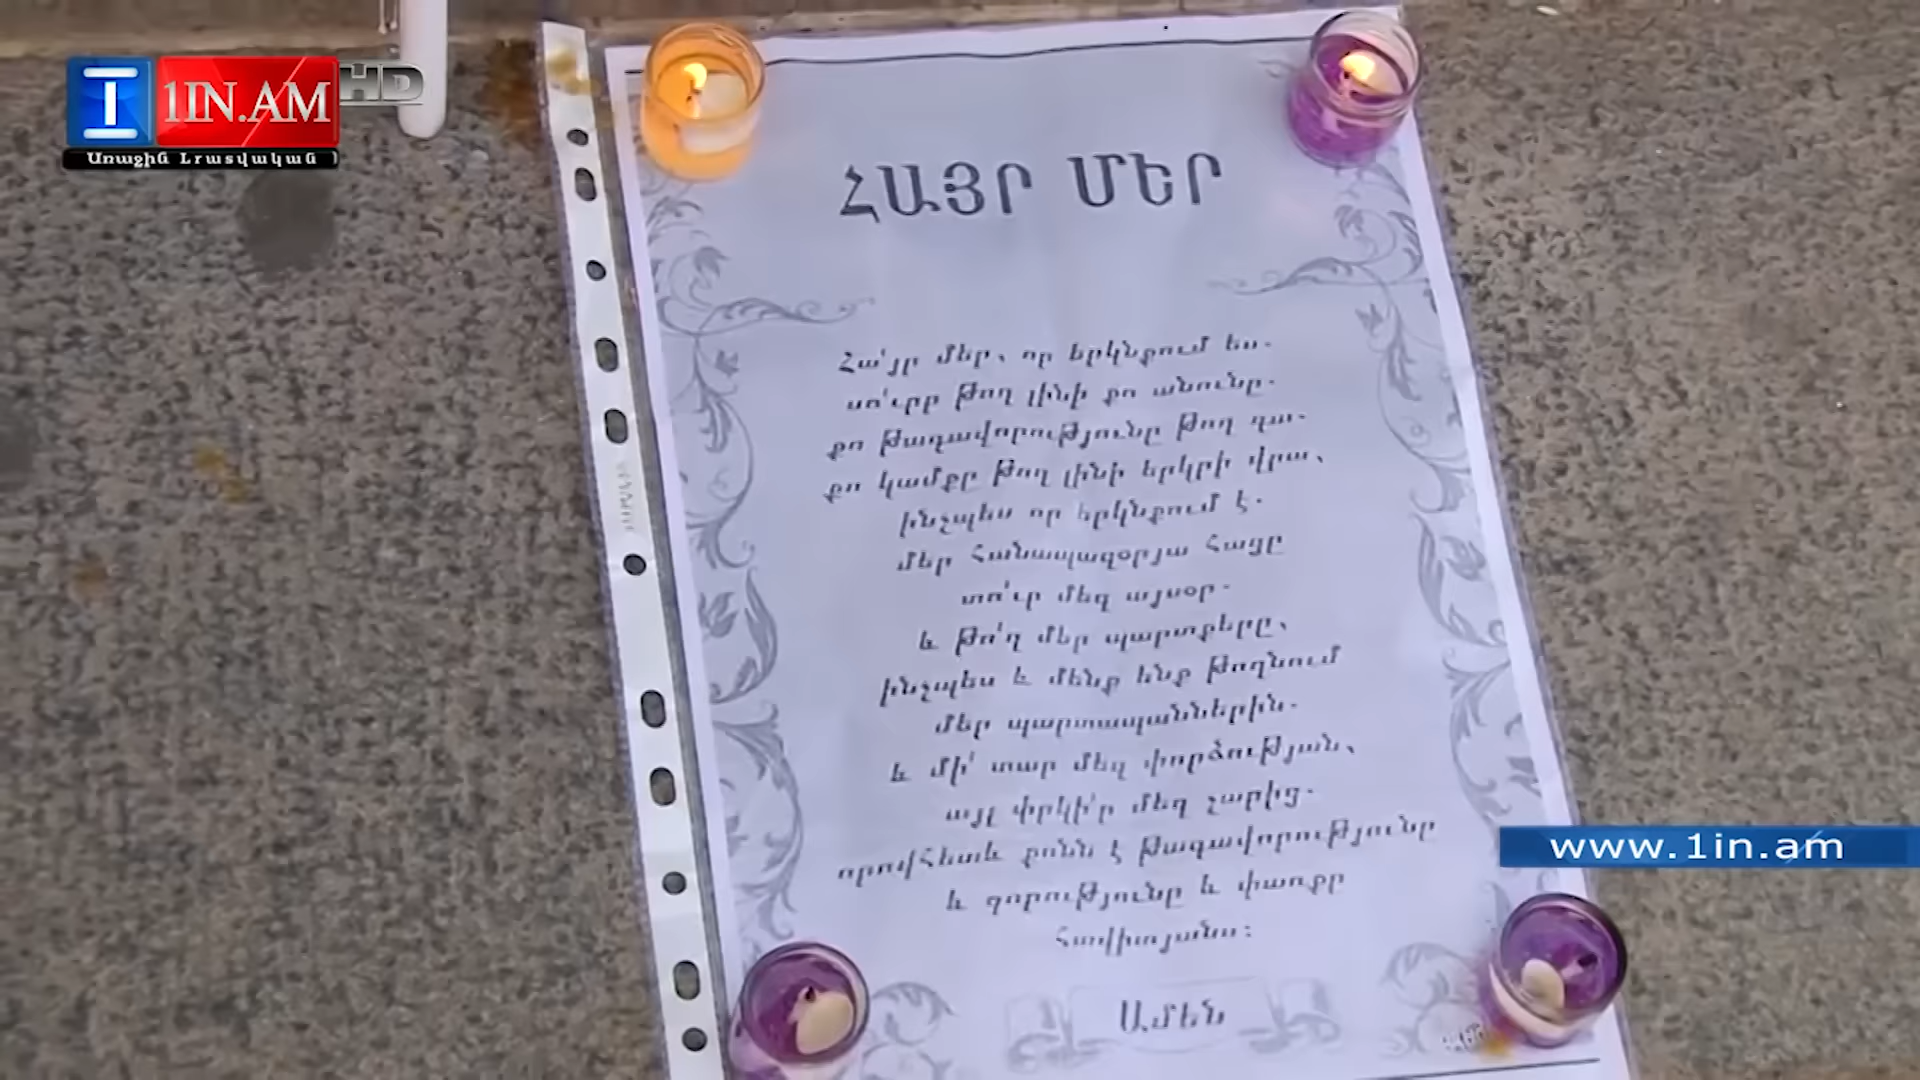 1IN.AM HD
Առաջին Լրատվական
ՀԱՅՐ ՄԵՐ
Հա՛յր մեր, որ երկնքում ես.
սո՛ւրբ թող լինի քո անունը.
քո թագավորությունը թող գա.
քո կամքը թող լինի երկրի վրա,
ինչպես որ երկնքում է.
մեր հանապազօրյա հացը
տո՛ւր մեզ այսօր.
և թո՛ղ մեր պարտքերը,
ինչպես և մենք ենք թողնում
մեր պարտապաններին.
և մի՛ տար մեզ փորձության,
այլ փրկի՛ր մեզ չարից.
որովհետև քոնն է թագավորությունը
և զորությունը և փառքը
հավիտյանս։
Ամեն
www.1in.am